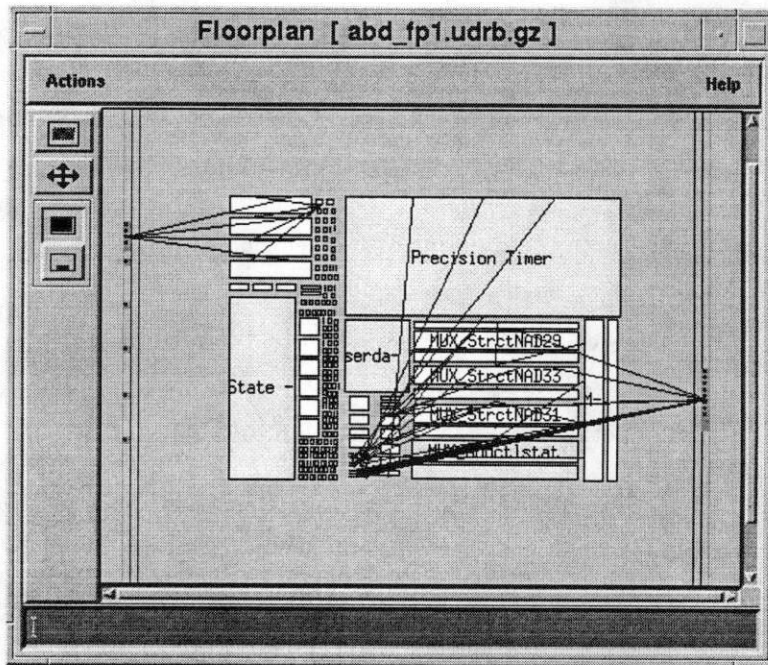 Floorplan [ abd_fp1.udrb.gz ]
Actions
Help
Precision Timer
MUX_StrctNAD29
serda-
State -
MUX_StrctNAD33
M-
MUX_StrctNAD31